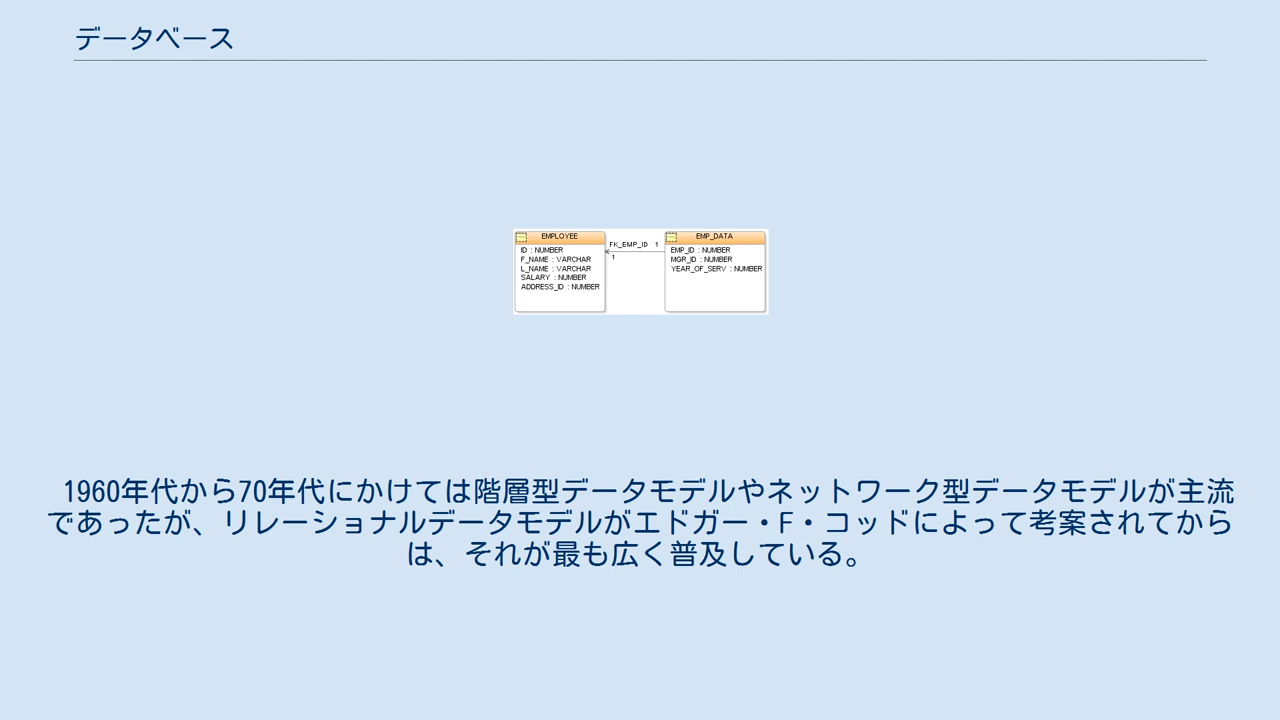 データベース
EMPLOYEE
ID : NUMBER
F_NAME : VARCHAR
L_NAME : VARCHAR
SALARY : NUMBER
ADDRESS_ID : NUMBER
FK_EMP_ID 1
1
EMP_DATA
EMP_ID : NUMBER
MGR_ID : NUMBER
YEAR_OF_SERV : NUMBER
1960年代から70年代にかけては階層型データモデルやネットワーク型データモデルが主流
であったが、リレーショナルデータモデルがエドガー・F・コッドによって考案されてから
は、それが最も広く普及している。